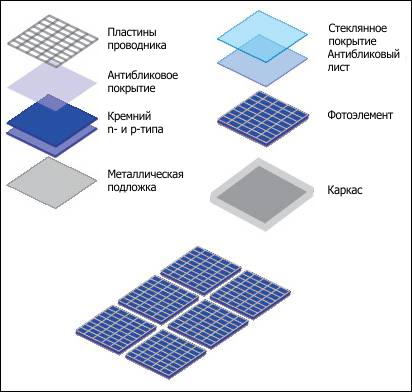 Пластины
проводника
Антибликовое
покрытие
Кремний
n- и p-типа
Металлическая
подложка
Стеклянное
покрытие
Антибликовый
лист
Фотоэлемент
Каркас